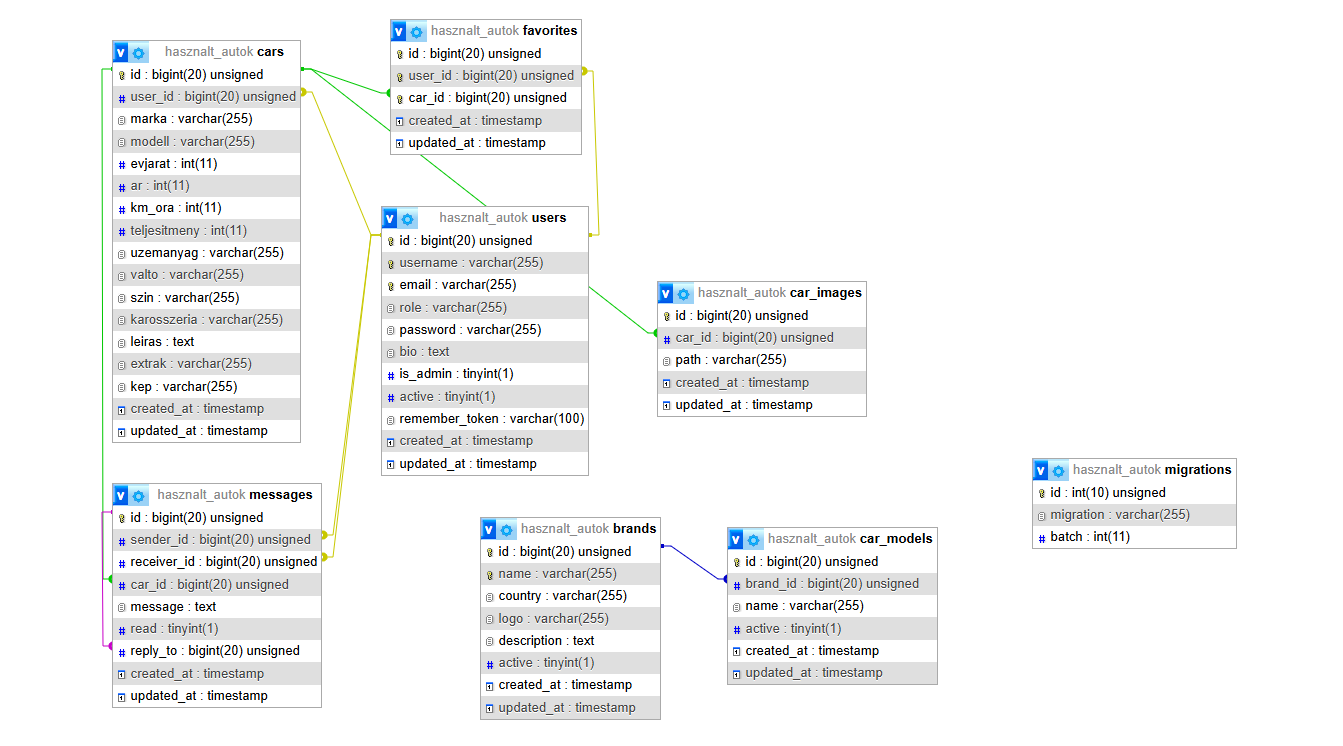 hasznalt_autok cars
id : bigint(20) unsigned
user_id : bigint(20) unsigned
marka : varchar(255)
modell : varchar(255)
evjarat : int(11)
ar : int(11)
km_ora : int(11)
teljesitmeny : int(11)
uzemanyag : varchar(255)
valto : varchar(255)
szin : varchar(255)
karosszeria : varchar(255)
leiras : text
extrak : varchar(255)
kep : varchar(255)
created_at : timestamp
updated_at : timestamp
hasznalt_autok favorites
id : bigint(20) unsigned
user_id : bigint(20) unsigned
car_id : bigint(20) unsigned
created_at : timestamp
updated_at : timestamp
hasznalt_autok users
id : bigint(20) unsigned
username : varchar(255)
email : varchar(255)
role : varchar(255)
password : varchar(255)
bio : text
is_admin : tinyint(1)
active : tinyint(1)
remember_token : varchar(100)
created_at : timestamp
updated_at : timestamp
hasznalt_autok car_images
id : bigint(20) unsigned
car_id : bigint(20) unsigned
path : varchar(255)
created_at : timestamp
updated_at : timestamp
hasznalt_autok messages
id : bigint(20) unsigned
sender_id : bigint(20) unsigned
receiver_id : bigint(20) unsigned
car_id : bigint(20) unsigned
message : text
read : tinyint(1)
reply_to : bigint(20) unsigned
created_at : timestamp
updated_at : timestamp
hasznalt_autok brands
id : bigint(20) unsigned
name : varchar(255)
country : varchar(255)
logo : varchar(255)
description : text
active : tinyint(1)
created_at : timestamp
updated_at : timestamp
hasznalt_autok car_models
id : bigint(20) unsigned
brand_id : bigint(20) unsigned
name : varchar(255)
active : tinyint(1)
created_at : timestamp
updated_at : timestamp
hasznalt_autok migrations
id : int(10) unsigned
migration : varchar(255)
batch : int(11)